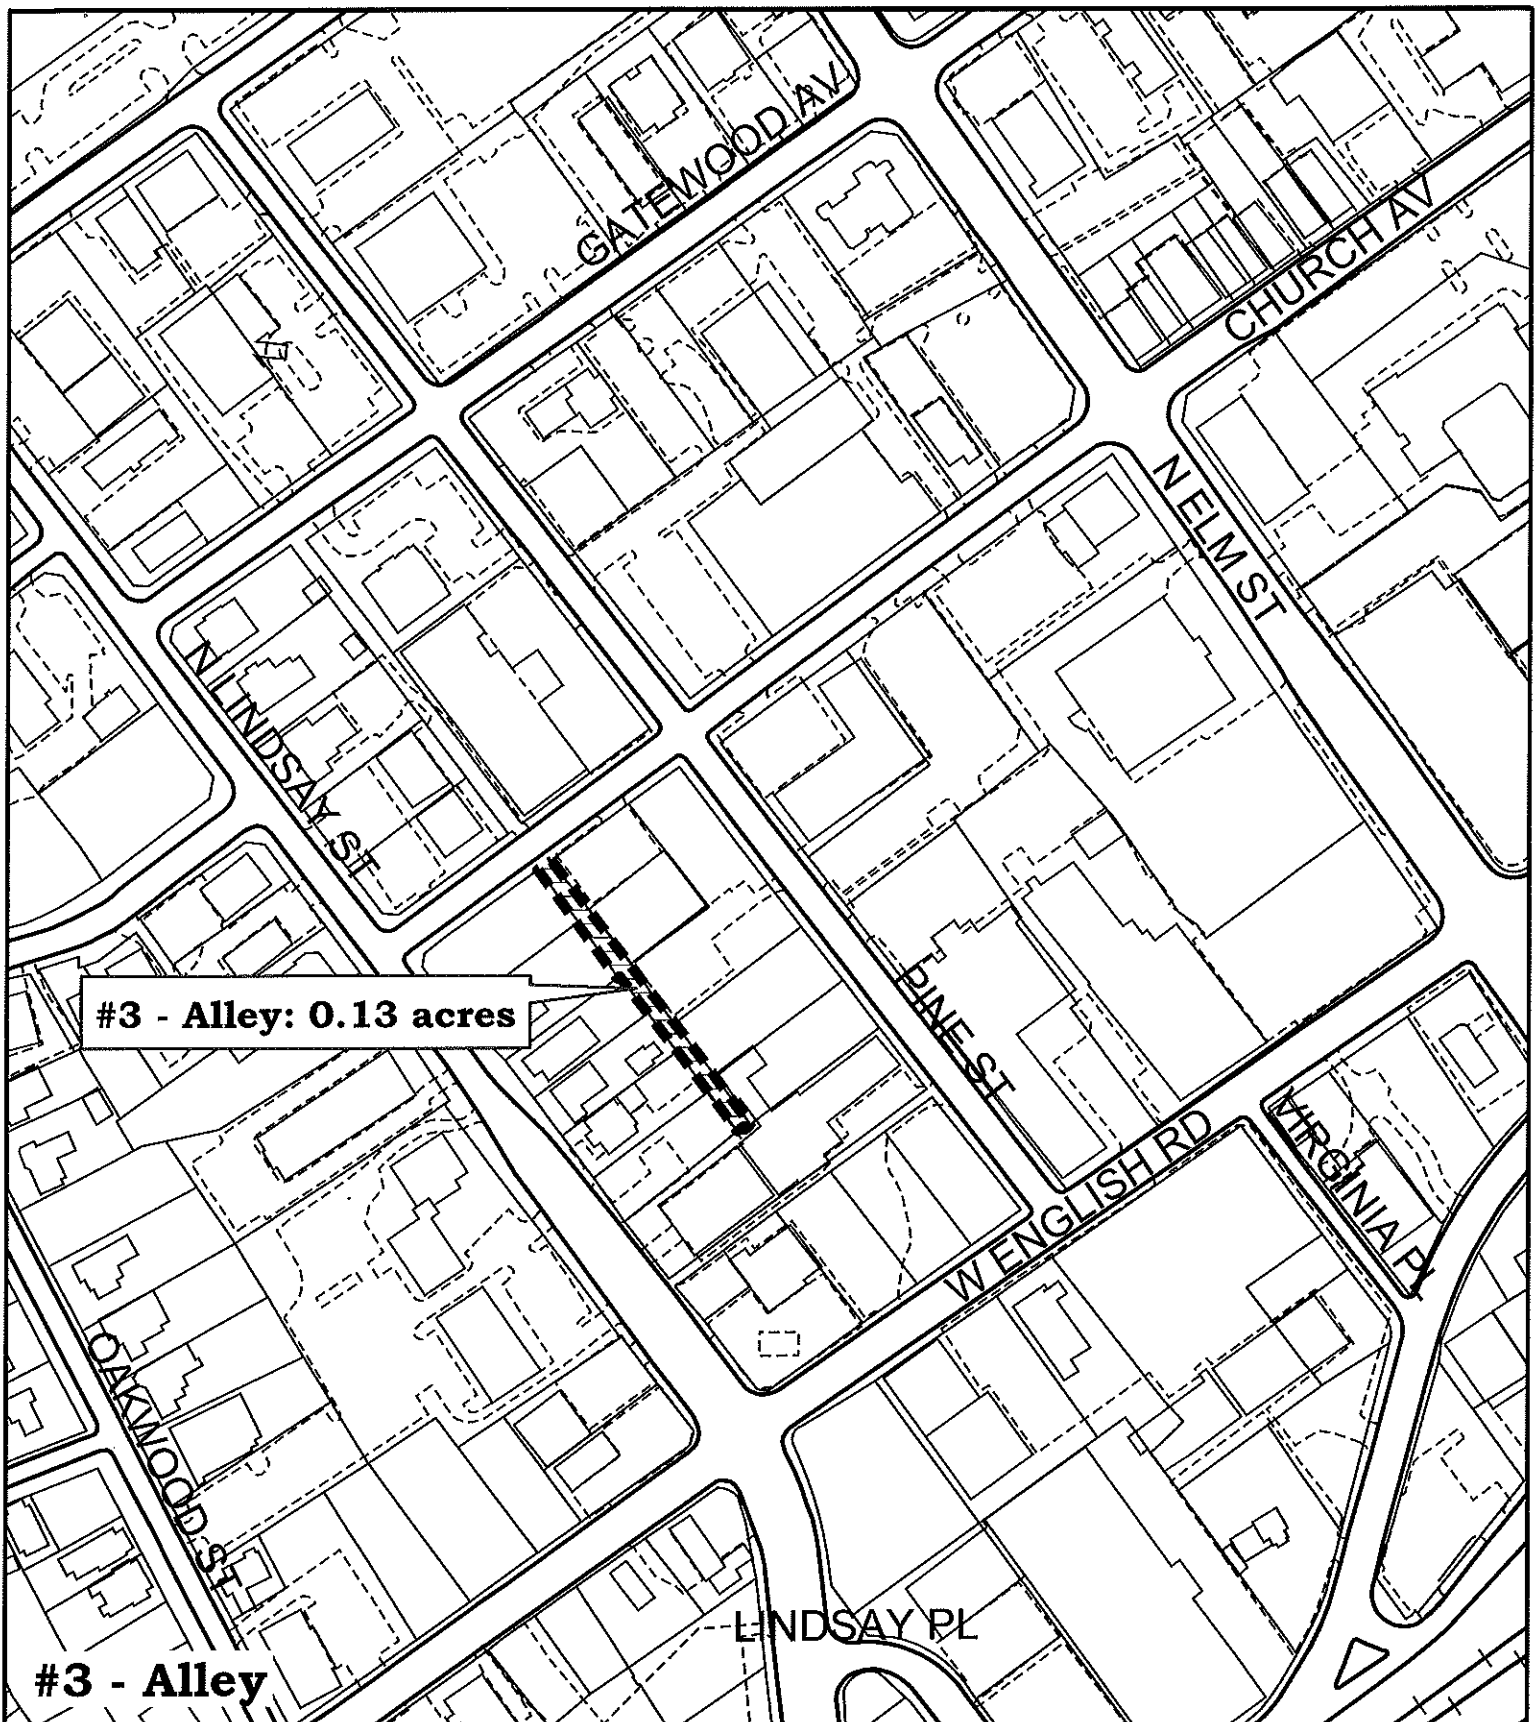 GATEWOOD AV
CHURCH AV
N ELM ST
N LINDSAY ST
#3 - Alley: 0.13 acres
PINE ST
W ENGLISH RD
VIRGINIA PL
OAKWOOD ST
LINDSAY PL
#3 - Alley